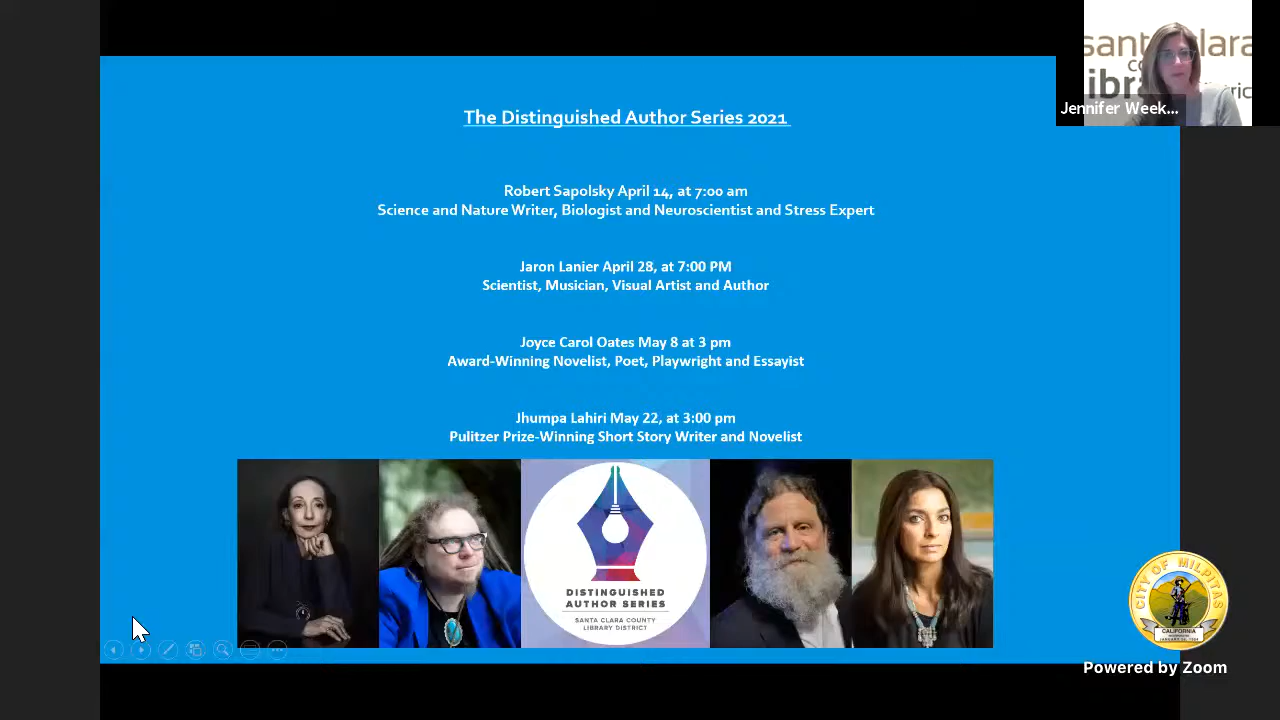 The Distinguished Author Series 2021
Robert Sapolsky April 14, at 7:00 am
Science and Nature Writer, Biologist and Neuroscientist and Stress Expert
Jaron Lanier April 28, at 7:00 PM
Scientist, Musician, Visual Artist and Author
Joyce Carol Oates May 8 at 3 pm
Award-Winning Novelist, Poet, Playwright and Essayist
Jhumpa Lahiri May 22, at 3:00 pm
Pulitzer Prize-Winning Short Story Writer and Novelist
DISTINGUISHED
AUTHOR SERIES
SANTA CLARA COUNTY
LIBRARY DISTRICT
santa clara
Jennifer Week...
CITY OF MILPITAS
CALIFORNIA
Powered by Zoom